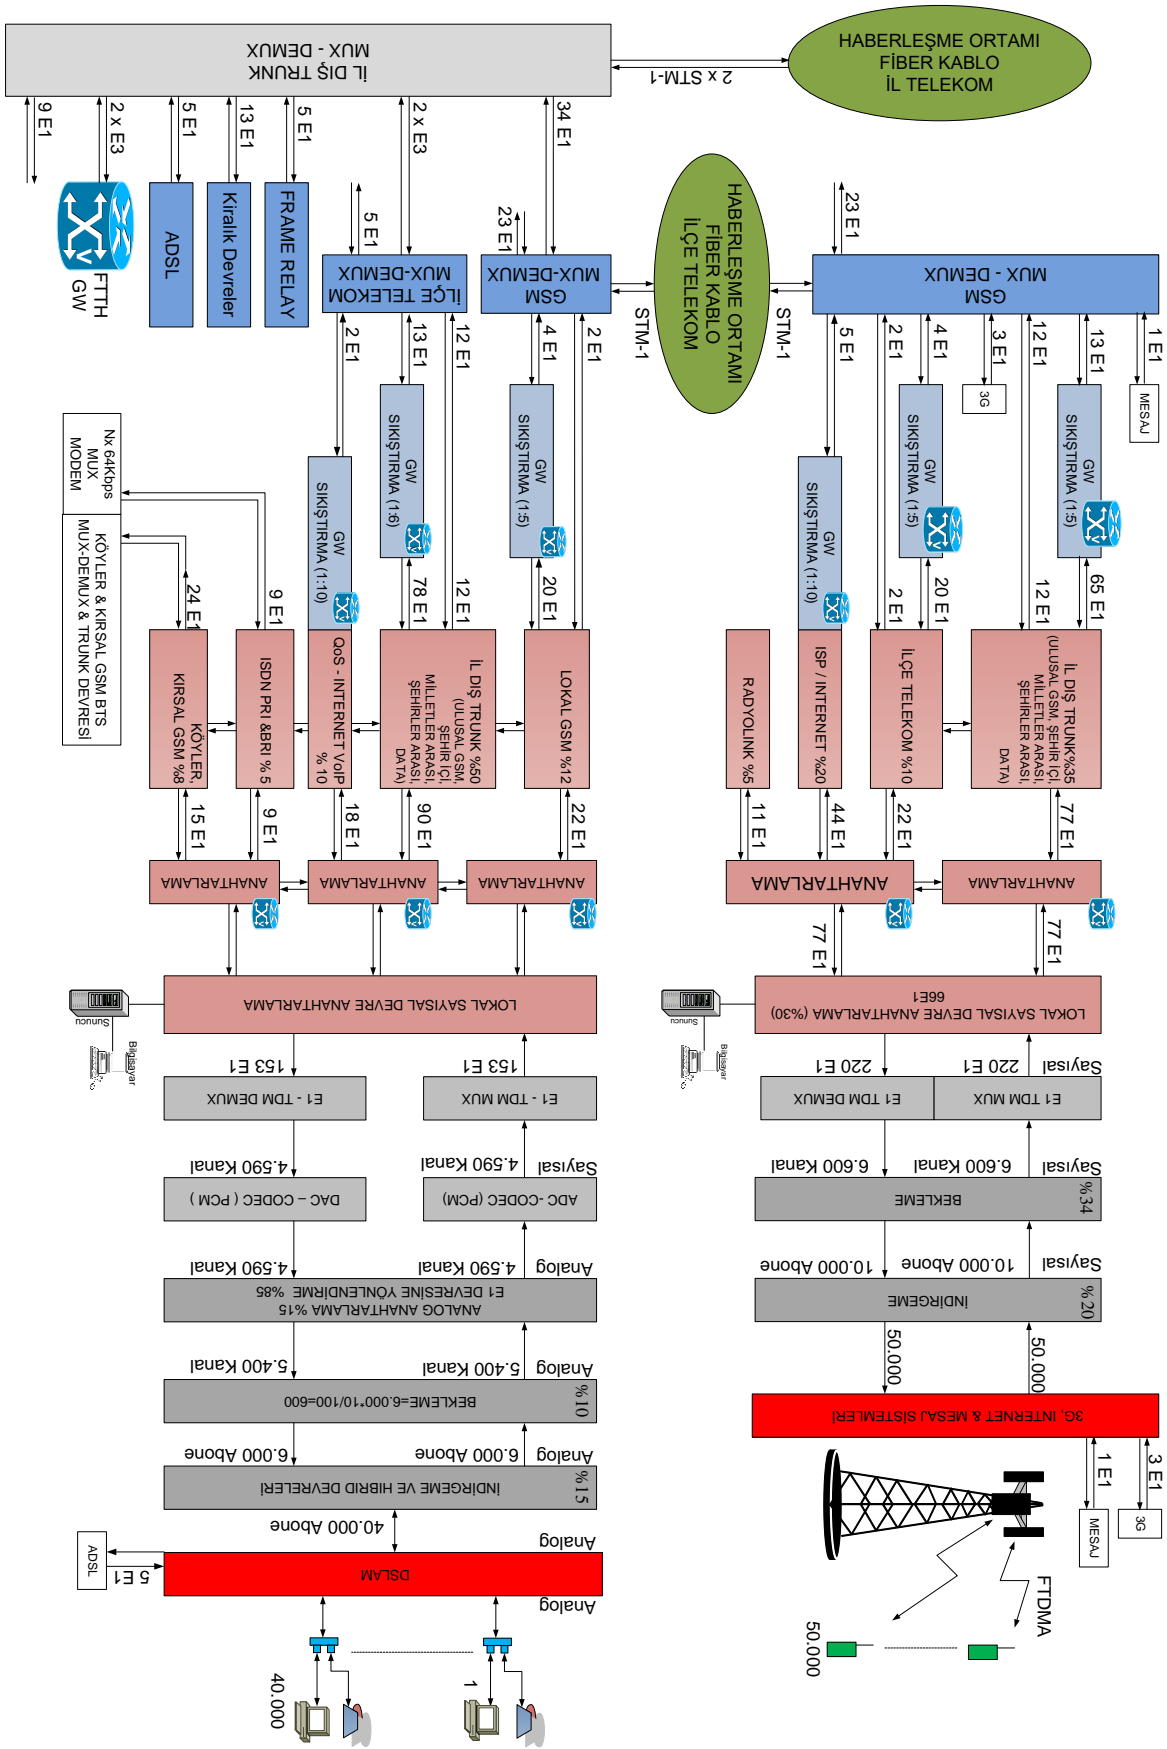 HABERLEŞME ORTAMI
FİBER KABLO
İL TELEKOM
İL DIŞ TRUNK
MUX - DEMUX
2 x STM-1
9 E1
2 x E3
5 E1
13 E1
5 E1
2 x E3
34 E1
FTTH
GW
ADSL
Kiralık Devreler
FRAME RELAY
5 E1
23 E1
HABERLEŞME ORTAMI
FİBER KABLO
İLÇE TELEKOM
STM-1
STM-1
23 E1
İLÇE TELEKOM
MUX-DEMUX
GSM
MUX-DEMUX
GSM
MUX - DEMUX
2 E1
13 E1
12 E1
4 E1
2 E1
5 E1
2 E1
4 E1
3 E1
12 E1
13 E1
1 E1
3G
MESAJ
GW
SIKIŞTIRMA (1:10)
GW
SIKIŞTIRMA (1:6)
GW
SIKIŞTIRMA (1:5)
GW
SIKIŞTIRMA (1:10)
GW
SIKIŞTIRMA (1:5)
GW
SIKIŞTIRMA (1:5)
Nx 64Kbps
MUX
MODEM
KÖYLER & KIRSAL GSM BTS
MUX-DEMUX & TRUNK DEVRESİ
24 E1
9 E1
78 E1
12 E1
20 E1
2 E1
20 E1
12 E1
65 E1
KÖYLER,
KIRSAL GSM %8
ISDN PRI &BRI % 5
QoS - INTERNET VoIP
% 10
İL DIŞ TRUNK %50
(ULUSAL GSM,
ŞEHİR İÇİ,
MİLLETLER ARASI,
ŞEHİRLER ARASI,
DATA)
LOKAL GSM %12
RADYOLINK %5
ISP / INTERNET %20
İLÇE TELEKOM %10
İL DIŞ TRUNK%35
(ULUSAL GSM, ŞEHİR İÇİ,
MİLLETLER ARASI,
ŞEHİRLER ARASI,
DATA)
15 E1
9 E1
18 E1
90 E1
22 E1
11 E1
44 E1
22 E1
77 E1
ANAHTARLAMA
ANAHTARLAMA
ANAHTARLAMA
ANAHTARLAMA
ANAHTARLAMA
77 E1
77 E1
LOKAL SAYISAL DEVRE ANAHTARLAMA
LOKAL SAYISAL DEVRE ANAHTARLAMA (%30)
66E1
Sunucu
Bilgisayar
Sunucu
Bilgisayar
153 E1
153 E1
220 E1
220 E1
Sayısal
E1 - TDM DEMUX
E1 - TDM MUX
E1 TDM DEMUX
E1 TDM MUX
4.590 Kanal
4.590 Kanal
Sayısal
6.600 Kanal
6.600 Kanal
Sayısal
DAC – CODEC ( PCM )
ADC- CODEC (PCM)
BEKLEME
%34
4.590 Kanal
4.590 Kanal
Analog
10.000 Abone
10.000 Abone
Sayısal
ANALOG ANAHTARLAMA %15
E1 DEVRESİNE YÖNLENDİRME %85
İNDİRGEME
%20
5.400 Kanal
5.400 Kanal
Analog
50.000
50.000
BEKLEME=6.000*10/100=600
%10
3G, INTERNET & MESAJ SİSTEMLERİ
6.000 Abone
6.000 Abone
Analog
1 E1
3 E1
İNDİRGEME VE HIBRID DEVRELERİ
%15
MESAJ
3G
40.000 Abone
Analog
ADSL
5 E1
DSLAM
Analog
FTDMA
50.000
40.000
1